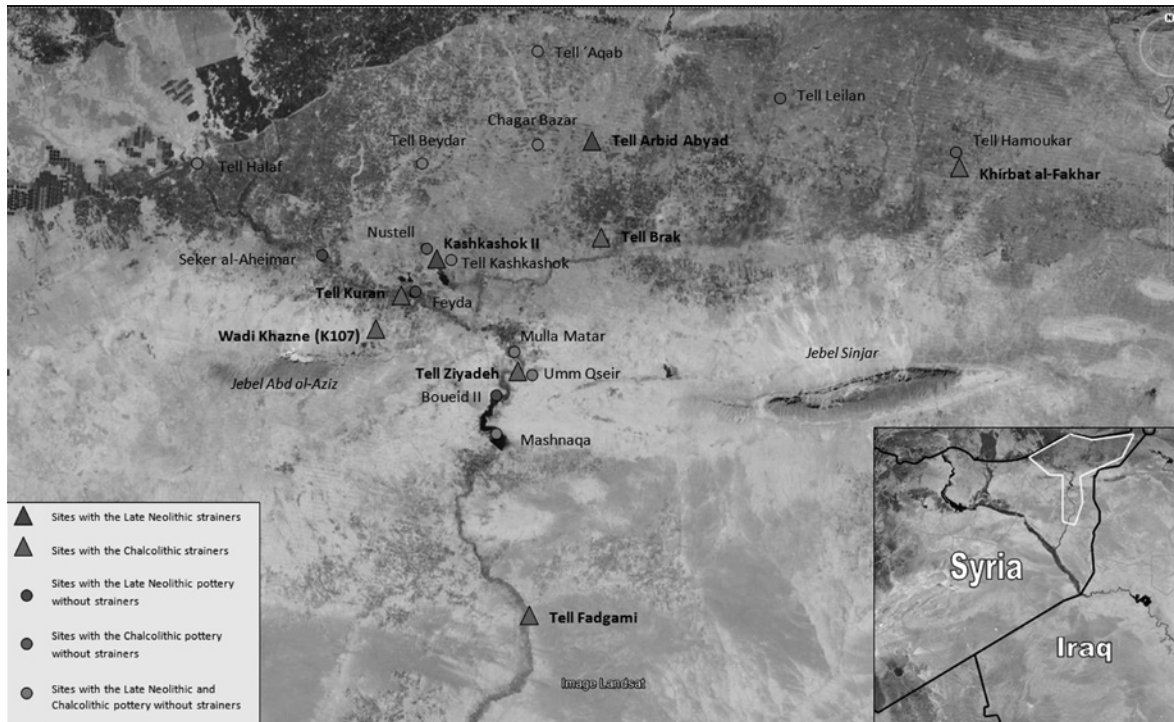 Tell ʻAqab
Tell Leilan
Chagar Bazar
Tell Beydar
Tell Arbid Abyad
Tell Hamoukar
Tell Halaf
Khirbat al-Fakhar
Nustell
Kashkashok II
Tell Brak
Seker al-Aheimar
Tell Kashkashok
Tell Kuran
Feyda
Wadi Khazne (K107)
Mulla Matar
Jebel Sinjar
Tell Ziyadeh
Umm Qseir
Jebel Abd al-Aziz
Boueid II
Mashnaqa
Sites with the Late Neolithic strainers
Sites with the Chalcolithic strainers
Sites with the Late Neolithic pottery
without strainers
Sites with the Chalcolithic pottery
without strainers
Sites with the Late Neolithic and
Chalcolithic pottery without strainers
Tell Fadgami
Image Landsat
Syria
Iraq